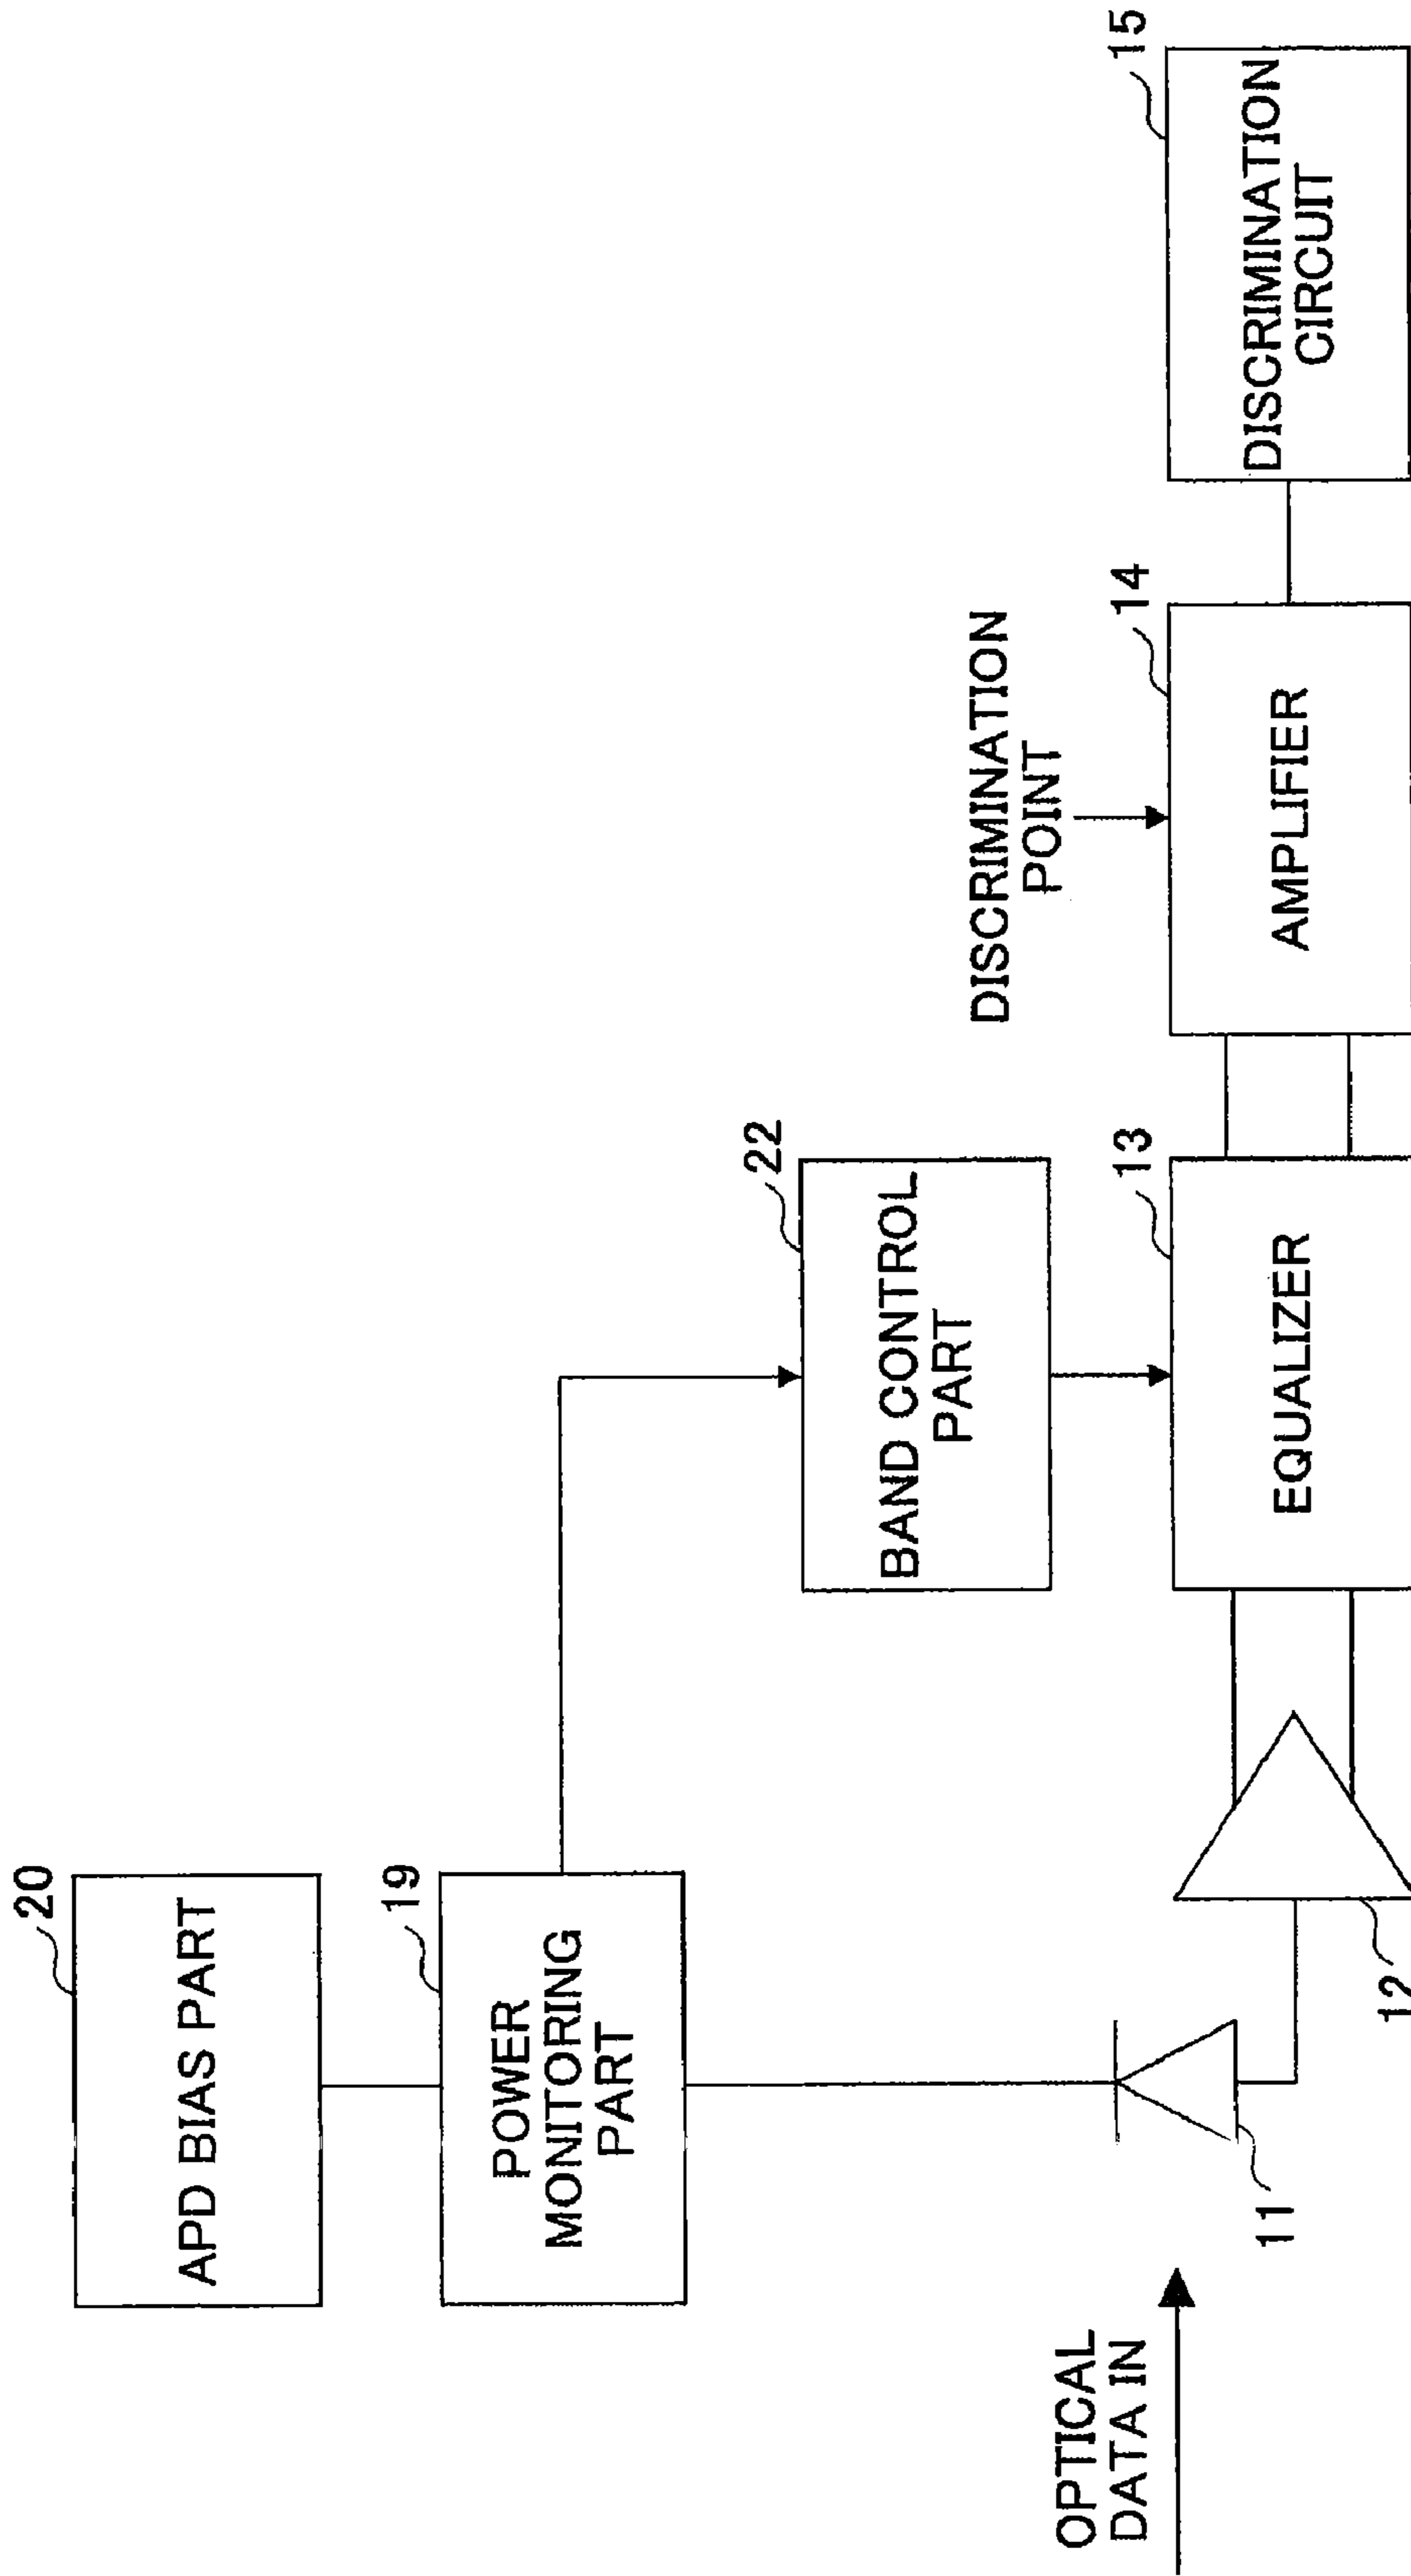 20
APD BIAS PART
19
POWER
MONITORING
PART
22
BAND CONTROL
PART
DISCRIMINATION
POINT
OPTICAL
DATA IN
11
12
13
EQUALIZER
14
AMPLIFIER
15
DISCRIMINATION
CIRCUIT